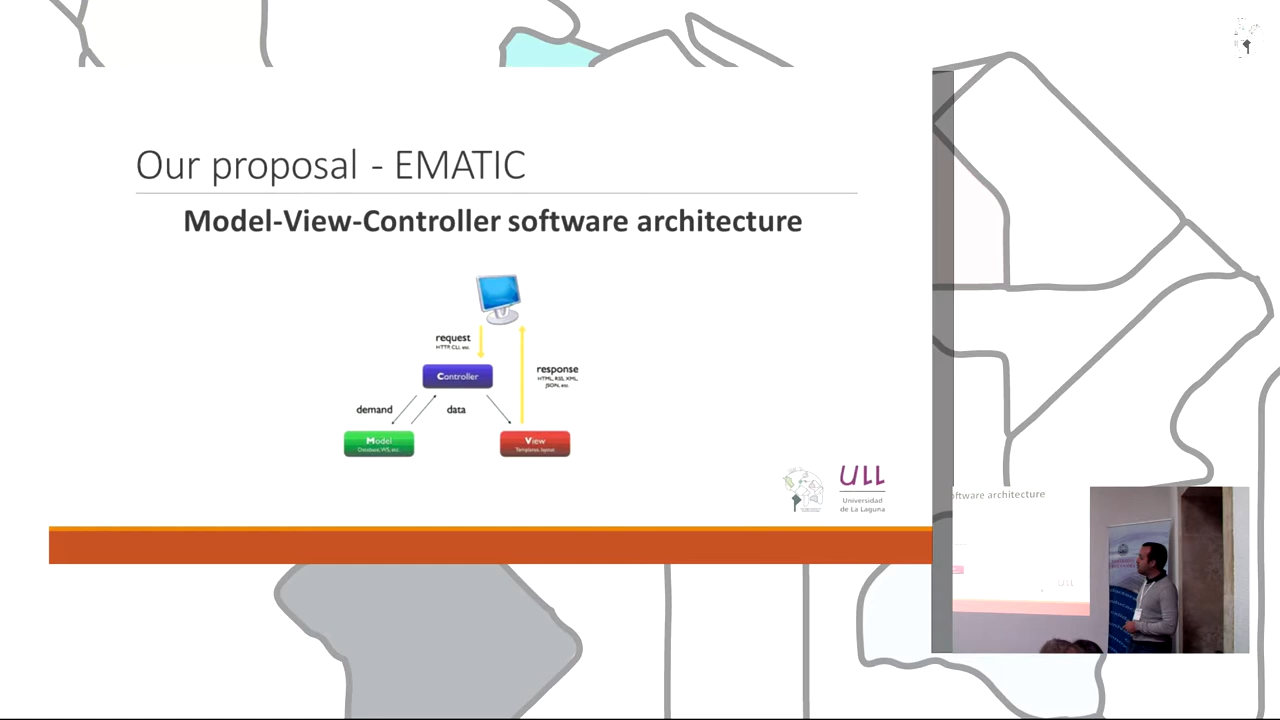 Our proposal - EMATIC
Model-View-Controller software architecture
request
HTTP, CLI, etc.
Controller
response
HTML, RSS, XML,
JSON, etc.
demand
data
Model
Database, WS, etc.
View
Templates, layout
ULL
Universidad
de La Laguna
software architecture
ULL